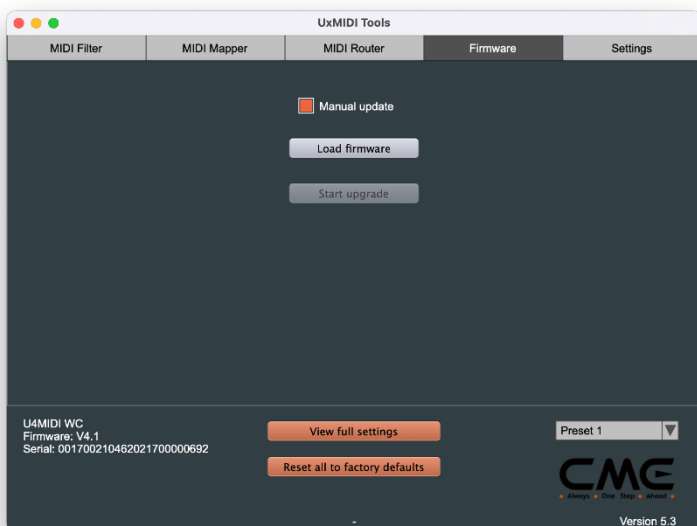 UxMIDI Tools
MIDI Filter MIDI Mapper MIDI Router Firmware Settings
Manual update
Load firmware
Start upgrade
U4MIDI WC
Firmware: V4.1
Serial: 001700210462021700000692
View full settings
Reset all to factory defaults
Preset 1
CME
Always One Step Ahead
-
Version 5.3